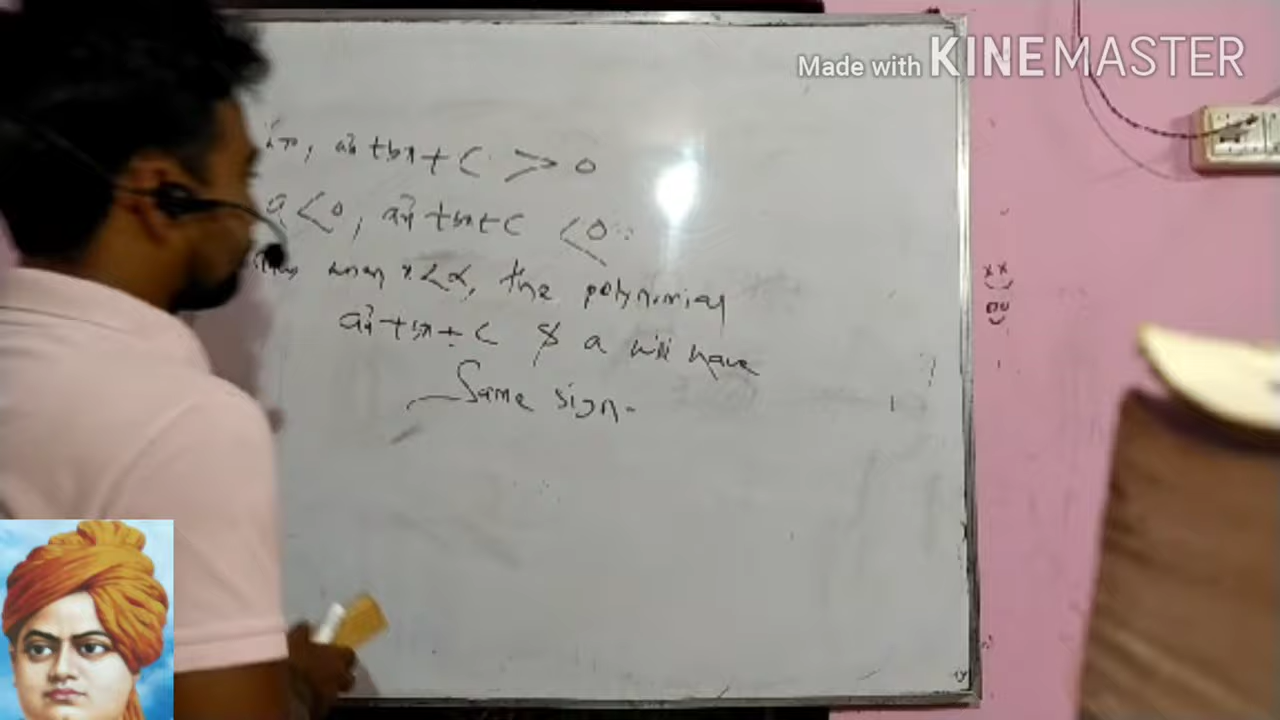 Made with KINEMASTER
, ax²+bx+c > 0
a<0, ax²+bx+c <0
when x<α, the polynomial
ax²+bx+c & a will have
Same sign.